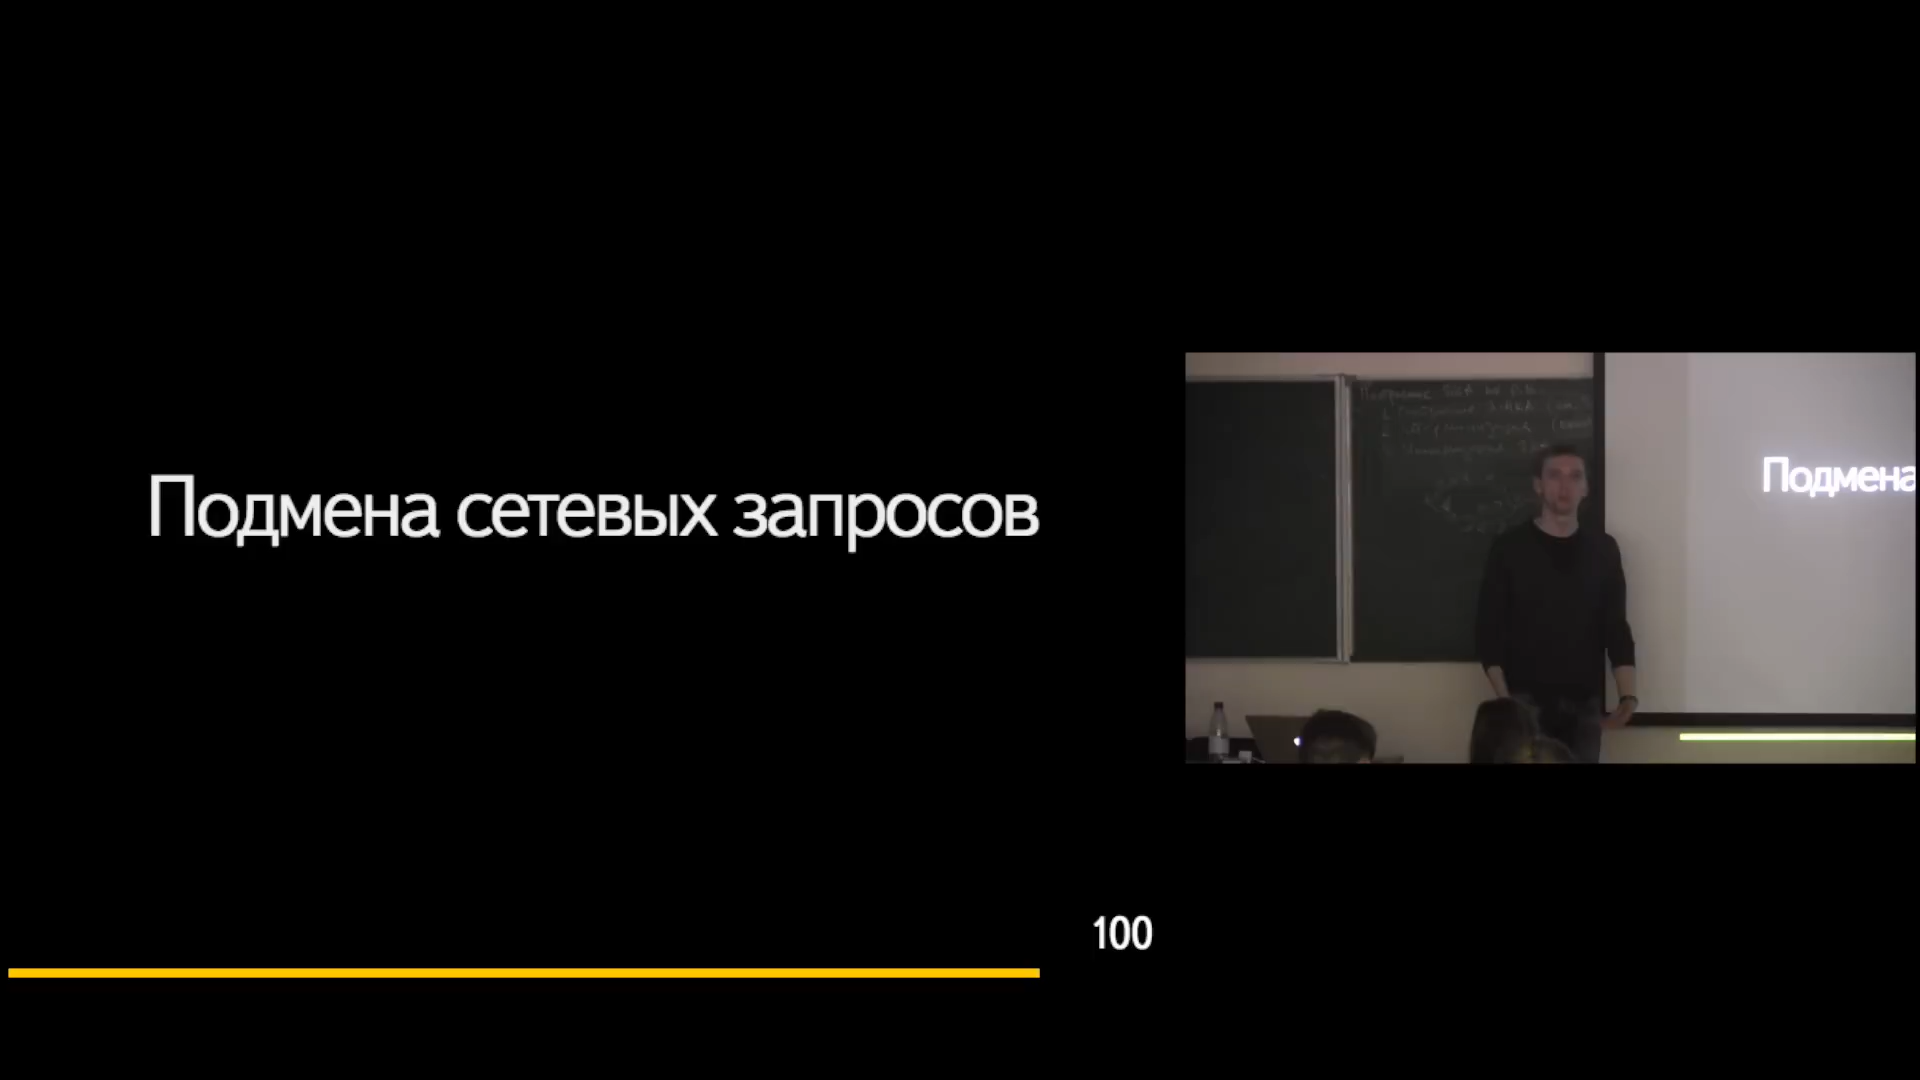 Подмена сетевых запросов
Подмена
100